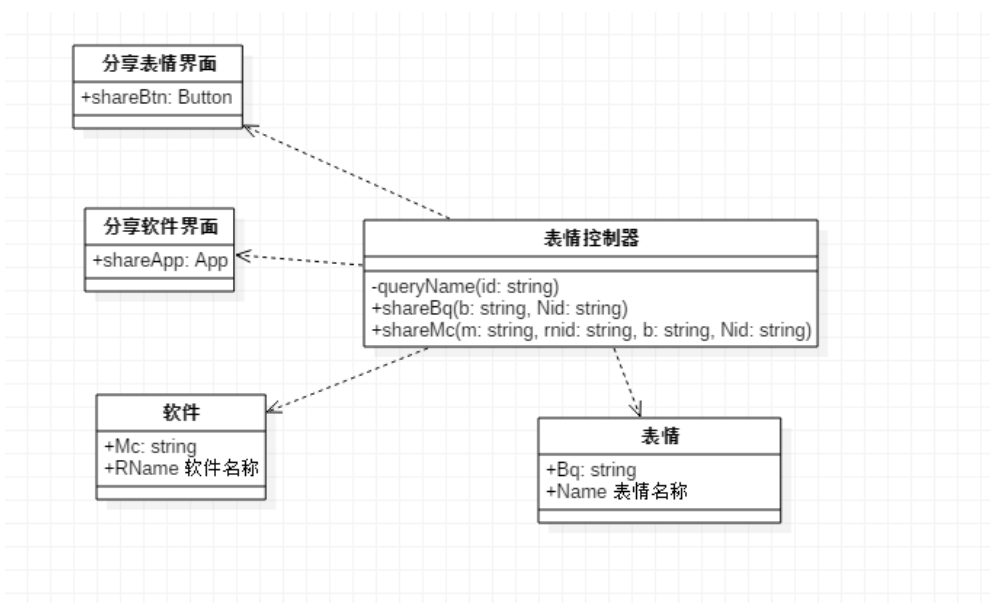 分享表情界面
+shareBtn: Button
分享软件界面
+shareApp: App
表情控制器
-queryName(id: string)
+shareBq(b: string, Nid: string)
+shareMc(m: string, rnid: string, b: string, Nid: string)
软件
+Mc: string
+RName 软件名称
表情
+Bq: string
+Name 表情名称